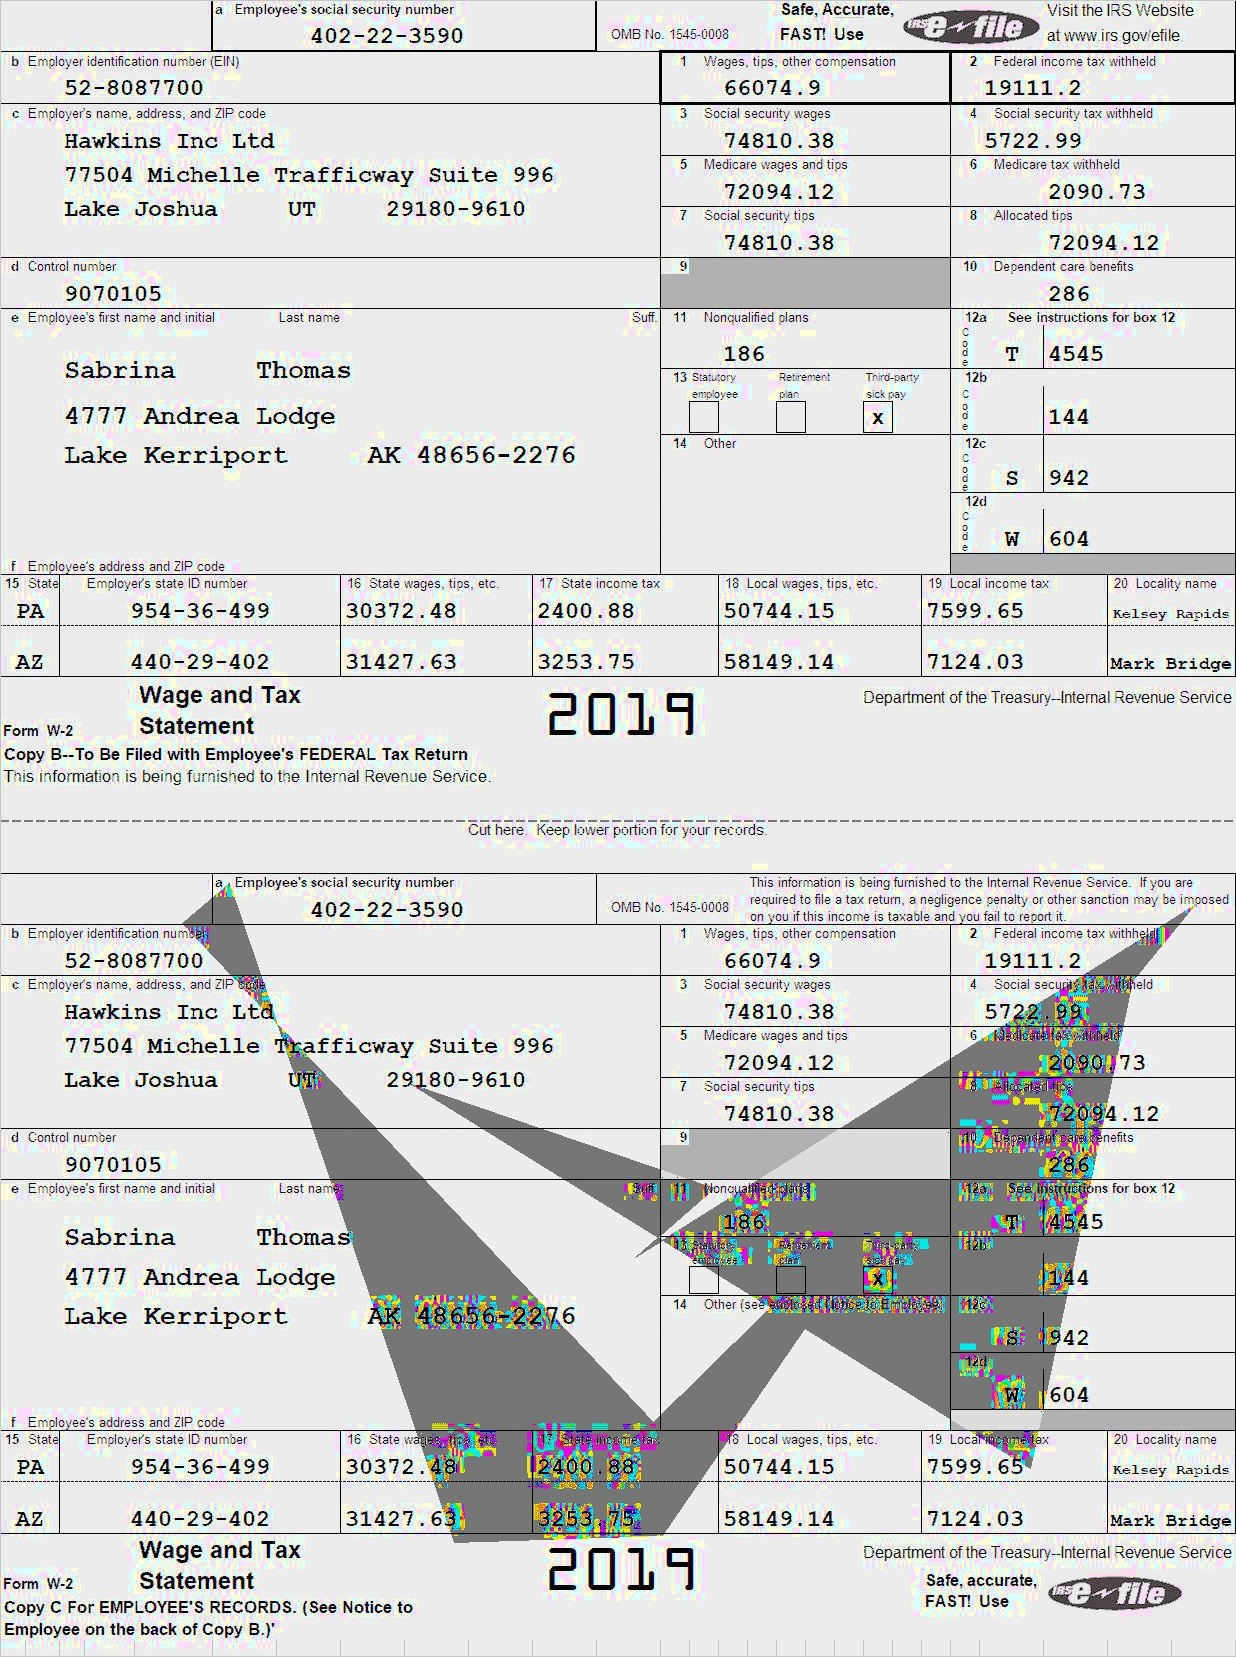 a Employee's social security number
402-22-3590
OMB No. 1545-0008
Safe, Accurate,
FAST! Use
IRS e-file
Visit the IRS Website
at www.irs.gov/efile
b Employer identification number (EIN)
52-8087700
1 Wages, tips, other compensation
66074.9
2 Federal income tax withheld
19111.2
c Employer's name, address, and ZIP code
Hawkins Inc Ltd
77504 Michelle Trafficway Suite 996
Lake Joshua UT 29180-9610
3 Social security wages
74810.38
4 Social security tax withheld
5722.99
5 Medicare wages and tips
72094.12
6 Medicare tax withheld
2090.73
7 Social security tips
74810.38
8 Allocated tips
72094.12
d Control number
9070105
9
10 Dependent care benefits
286
e Employee's first name and initial Last name Suff.
Sabrina Thomas
4777 Andrea Lodge
Lake Kerriport AK 48656-2276
f Employee's address and ZIP code
11 Nonqualified plans
186
12a See instructions for box 12
Code T 4545
13 Statutory employee Retirement plan Third-party sick pay
x
12b
Code 144
14 Other
12c
Code S 942
12d
Code W 604
15 State Employer's state ID number 16 State wages, tips, etc. 17 State income tax 18 Local wages, tips, etc. 19 Local income tax 20 Locality name
PA 954-36-499 30372.48 2400.88 50744.15 7599.65 Kelsey Rapids
AZ 440-29-402 31427.63 3253.75 58149.14 7124.03 Mark Bridge
Form W-2 Wage and Tax Statement
2019
Department of the Treasury--Internal Revenue Service
Copy B--To Be Filed with Employee's FEDERAL Tax Return
This information is being furnished to the Internal Revenue Service.
Cut here. Keep lower portion for your records.
a Employee's social security number
402-22-3590
OMB No. 1545-0008
This information is being furnished to the Internal Revenue Service. If you are
required to file a tax return, a negligence penalty or other sanction may be imposed
on you if this income is taxable and you fail to report it.
b Employer identification number
52-8087700
1 Wages, tips, other compensation
66074.9
2 Federal income tax withheld
19111.2
c Employer's name, address, and ZIP code
Hawkins Inc Ltd
77504 Michelle Trafficway Suite 996
Lake Joshua UT 29180-9610
3 Social security wages
74810.38
4 Social security tax withheld
5722.99
5 Medicare wages and tips
72094.12
6 Medicare tax withheld
2090.73
7 Social security tips
74810.38
8 Allocated tips
72094.12
d Control number
9070105
9
10 Dependent care benefits
286
e Employee's first name and initial Last name Suff.
Sabrina Thomas
4777 Andrea Lodge
Lake Kerriport AK 48656-2276
f Employee's address and ZIP code
11 Nonqualified plans
186
12a See instructions for box 12
T 4545
13 Statutory employee Retirement plan Third-party sick pay
x
12b
144
14 Other (see enclosed Notice to Employee)
12c
S 942
12d
W 604
15 State Employer's state ID number 16 State wages, tips, etc. 17 State income tax 18 Local wages, tips, etc. 19 Local income tax 20 Locality name
PA 954-36-499 30372.48 2400.88 50744.15 7599.65 Kelsey Rapids
AZ 440-29-402 31427.63 3253.75 58149.14 7124.03 Mark Bridge
Form W-2 Wage and Tax Statement
2019
Department of the Treasury--Internal Revenue Service
Safe, accurate,
FAST! Use
IRS e-file
Copy C For EMPLOYEE'S RECORDS. (See Notice to
Employee on the back of Copy B.)'